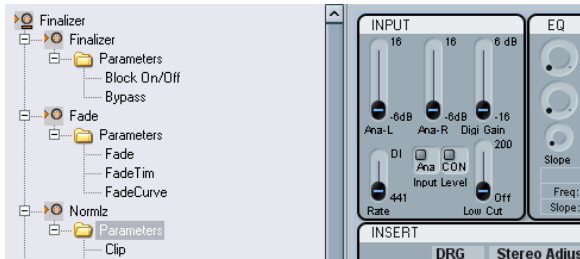 Finalizer
Finalizer
Parameters
Block On/Off
Bypass
Fade
Parameters
Fade
FadeTim
FadeCurve
Normlz
Parameters
Clip
INPUT
16 16 6 dB
-6dB -6dB -16
Ana-L Ana-R Digi Gain
DI 200
Ana CON
Input Level
441 Off
Rate Low Cut
EQ
Slope
Freq:
Slope:
INSERT
DRG Stereo Adjus